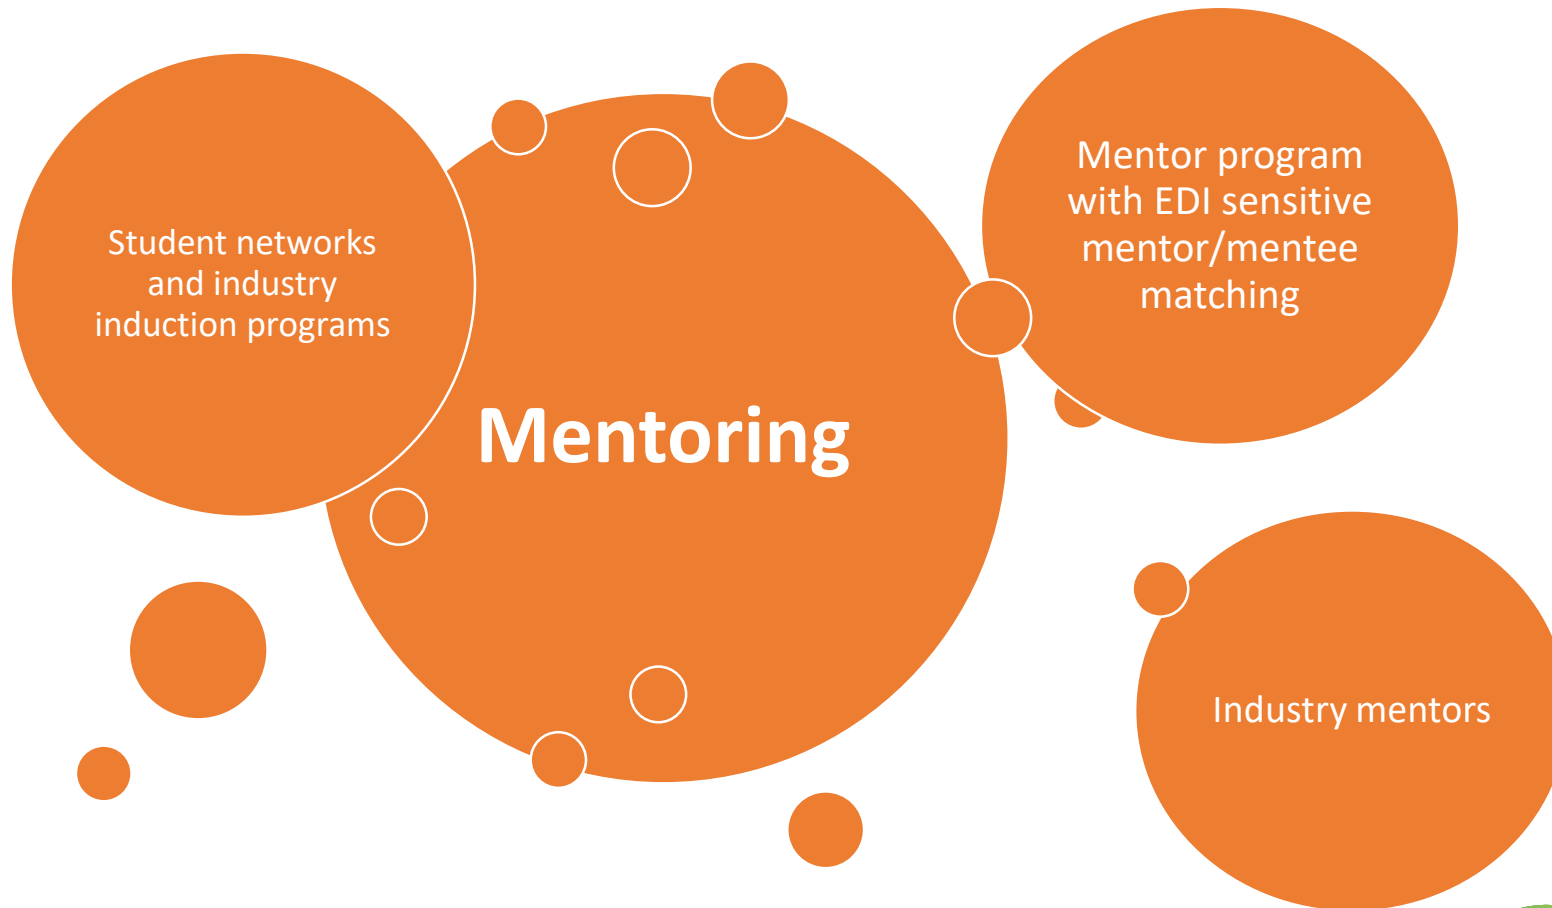 Student networks
and industry
induction programs
Mentoring
Mentor program
with EDI sensitive
mentor/mentee
matching
Industry mentors